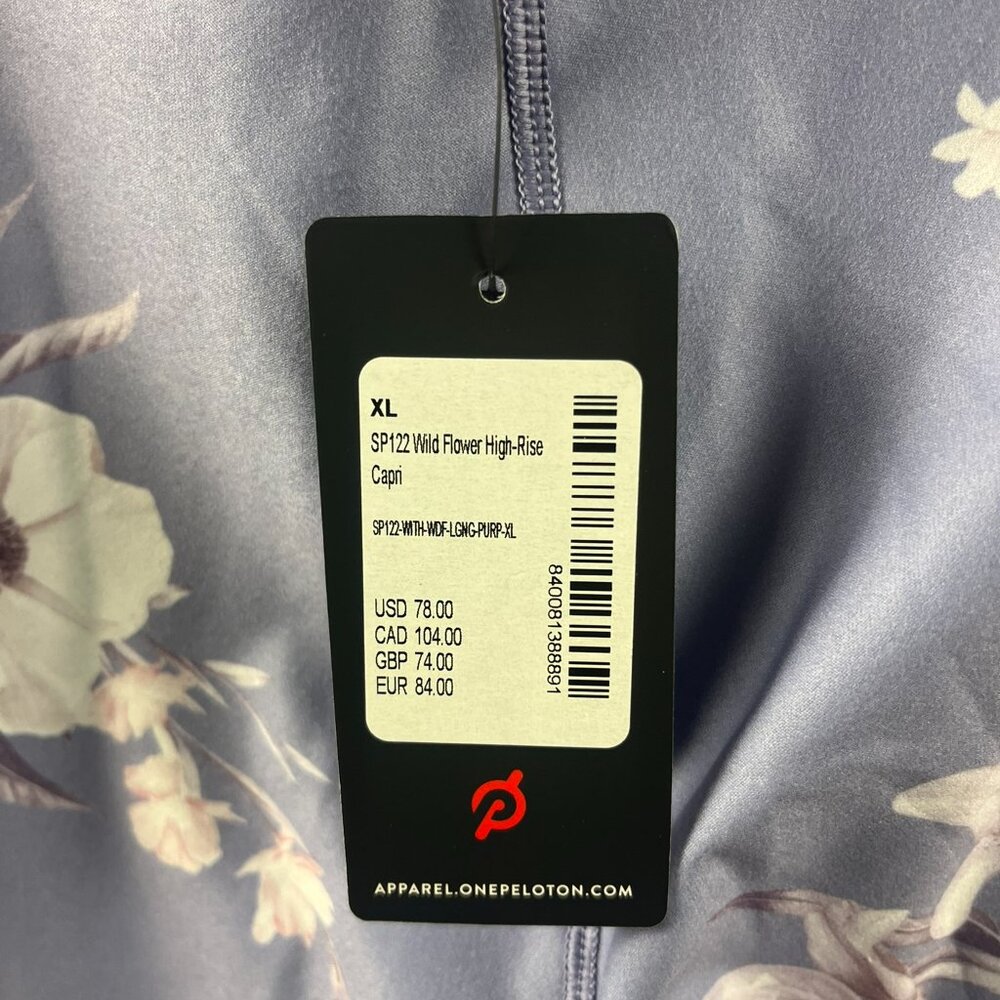 XL
SP122 Wild Flower High-Rise
Capri
SP122-WITH-WDF-LGNG-PURP-XL
USD 78.00
CAD 104.00
GBP 74.00
EUR 84.00
840081388891
APPAREL.ONEPELOTON.COM